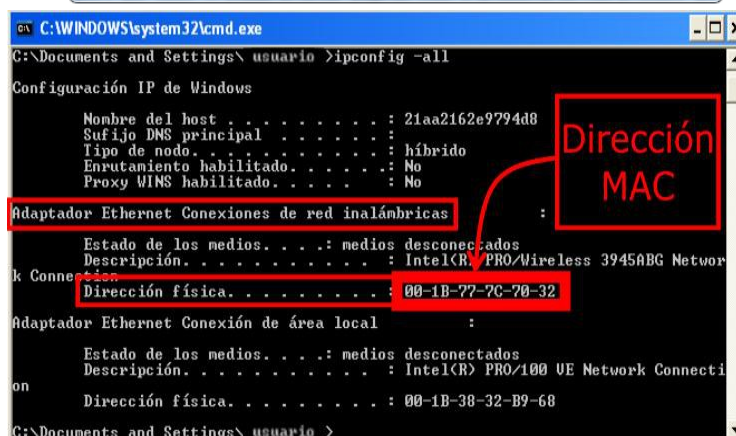 C:\WINDOWS\system32\cmd.exe
C:\Documents and Settings\ usuario >ipconfig -all
Configuración IP de Windows
Nombre del host . . . . . . . . . : 21aa2162e9794d8
Sufijo DNS principal . . . . . . :
Tipo de nodo. . . . . . . . . . . : híbrido
Enrutamiento habilitado. . . . . .: No
Proxy WINS habilitado. . . . . : No
Dirección
MAC
Adaptador Ethernet Conexiones de red inalámbricas :
Estado de los medios. . . .: medios desconectados
Descripción. . . . . . . . . . . : Intel(R) PRO/Wireless 3945ABG Networ
k Connection
Dirección física. . . . . . . . . : 00-1B-77-7C-70-32
Adaptador Ethernet Conexión de área local :
Estado de los medios. . . .: medios desconectados
Descripción. . . . . . . . . . . : Intel(R) PRO/100 VE Network Connecti
on
Dirección física. . . . . . . . . : 00-1B-38-32-B9-68
C:\Documents and Settings\ usuario >